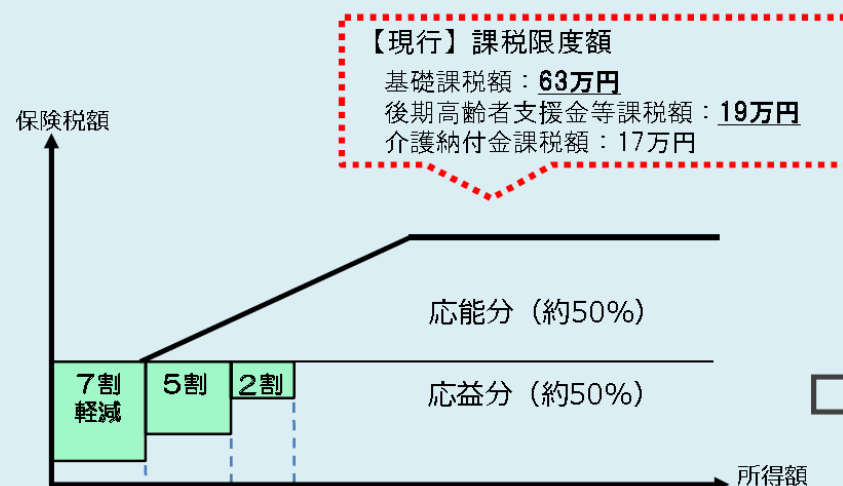 【現行】課税限度額
基礎課税額：63万円
後期高齢者支援金等課税額：19万円
介護納付金課税額：17万円
保険税額
応能分（約50%）
7割
軽減
5割
2割
応益分（約50%）
所得額